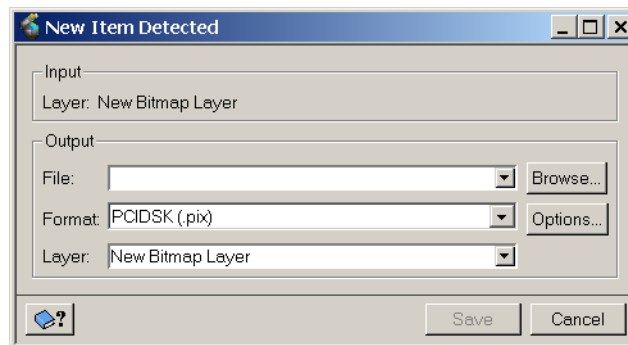 New Item Detected
Input
Layer: New Bitmap Layer
Output
File:
Browse...
Format: PCIDSK (.pix)
Options...
Layer: New Bitmap Layer
?
Save
Cancel